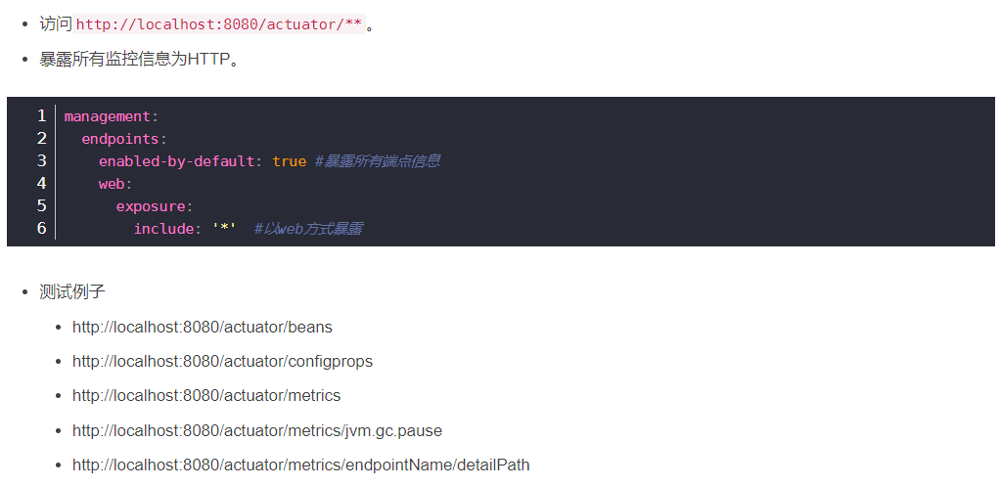 访问http://localhost:8080/actuator/**。
暴露所有监控信息为HTTP。
1 management:
2   endpoints:
3     enabled-by-default: true #暴露所有端点信息
4     web:
5       exposure:
6         include: '*'  #以web方式暴露
测试例子
http://localhost:8080/actuator/beans
http://localhost:8080/actuator/configprops
http://localhost:8080/actuator/metrics
http://localhost:8080/actuator/metrics/jvm.gc.pause
http://localhost:8080/actuator/metrics/endpointName/detailPath